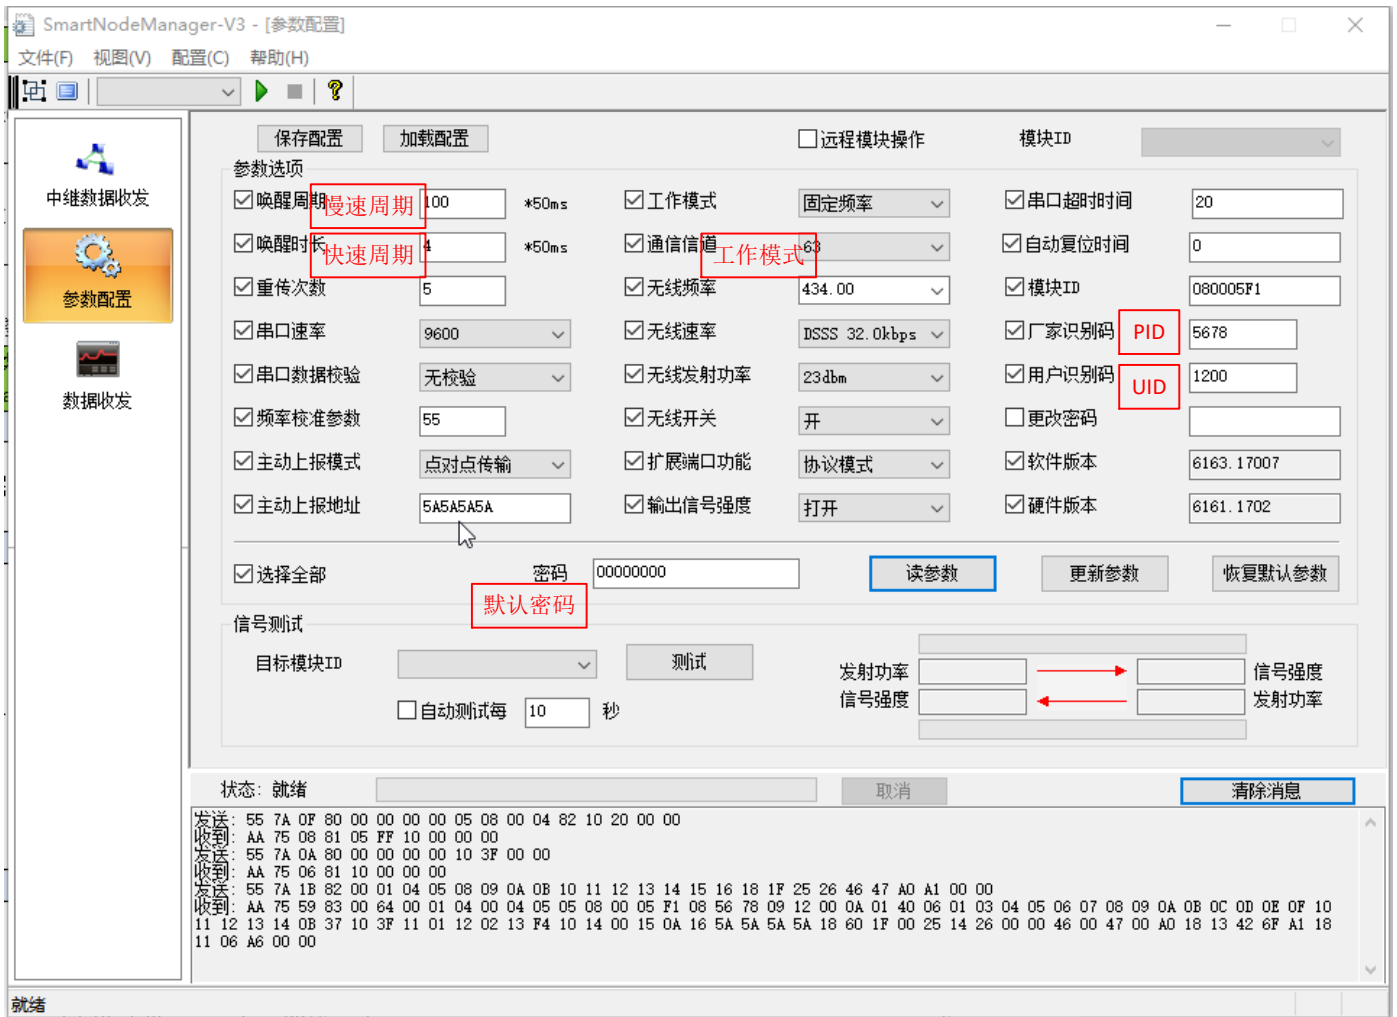 SmartNodeManager-V3 - [参数配置]
文件(F) 视图(V) 配置(C) 帮助(H)
中继数据收发
参数配置
数据收发
保存配置 加载配置 远程模块操作 模块ID
参数选项
唤醒周期 慢速周期 100 *50ms 工作模式 固定频率 串口超时时间 20
唤醒时长 快速周期 4 *50ms 通信信道 工作模式 63 自动复位时间 0
重传次数 5 无线频率 434.00 模块ID 080005F1
串口速率 9600 无线速率 DSSS 32.0kbps 厂家识别码 PID 5678
串口数据校验 无校验 无线发射功率 23dbm 用户识别码 UID 1200
频率校准参数 55 无线开关 开 更改密码
主动上报模式 点对点传输 扩展端口功能 协议模式 软件版本 6163.17007
主动上报地址 5A5A5A5A 输出信号强度 打开 硬件版本 6161.1702
选择全部 密码 00000000 读参数 更新参数 恢复默认参数
默认密码
信号测试
目标模块ID 测试 发射功率 信号强度
自动测试每 10 秒 信号强度 发射功率
状态: 就绪 取消 清除消息
发送: 55 7A 0F 80 00 00 00 00 05 08 00 04 82 10 20 00 00
收到: AA 75 08 81 05 FF 10 00 00 00
发送: 55 7A 0A 80 00 00 00 00 10 3F 00 00
收到: AA 75 06 81 10 00 00 00
发送: 55 7A 1B 82 00 01 04 05 08 09 0A 0B 10 11 12 13 14 15 16 18 1F 25 26 46 47 A0 A1 00 00
收到: AA 75 59 83 00 64 00 01 04 00 04 05 05 08 00 05 F1 08 56 78 09 12 00 0A 01 40 06 01 03 04 05 06 07 08 09 0A 0B 0C 0D 0E 0F 10
11 12 13 14 0B 37 10 3F 11 01 12 02 13 F4 10 14 00 15 0A 16 5A 5A 5A 5A 18 60 1F 00 25 14 26 00 00 46 00 47 00 A0 18 13 42 6F A1 18
11 06 A6 00 00
就绪